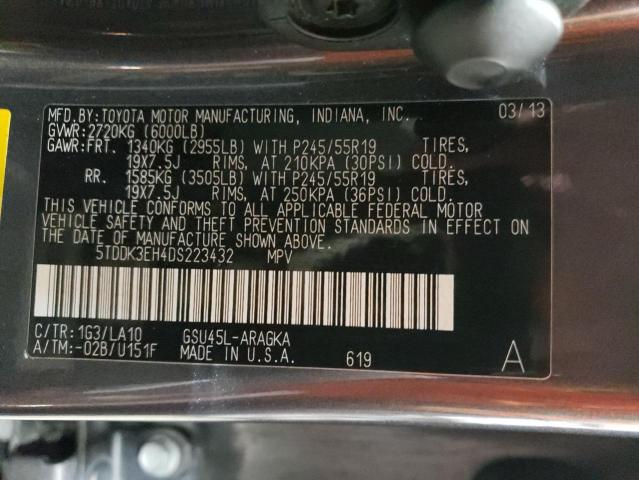 MFD.BY:TOYOTA MOTOR MANUFACTURING, INDIANA, INC. 03/13
GVWR:2720KG (6000LB)
GAWR:FRT. 1340KG (2955LB) WITH P245/55R19 TIRES,
19X7.5J RIMS, AT 210KPA (30PSI) COLD.
RR. 1585KG (3505LB) WITH P245/55R19 TIRES,
19X7.5J RIMS, AT 250KPA (36PSI) COLD.
THIS VEHICLE CONFORMS TO ALL APPLICABLE FEDERAL MOTOR
VEHICLE SAFETY AND THEFT PREVENTION STANDARDS IN EFFECT ON
THE DATE OF MANUFACTURE SHOWN ABOVE.
5TDDK3EH4DS223432 MPV
C/TR:1G3/LA10 GSU45L-ARAGKA
A/TM:-02B/U151F MADE IN U.S.A. 619 A